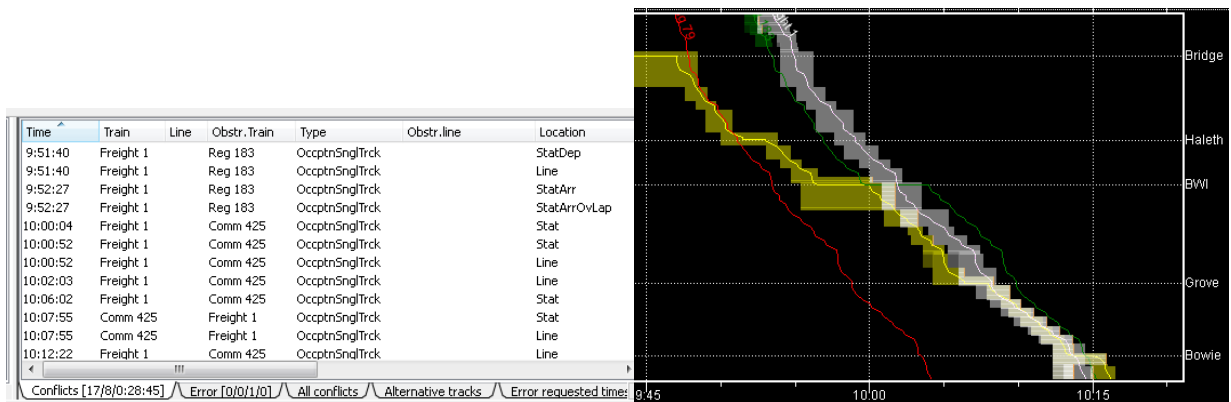 Time Train Line Obstr.Train Type Obstr.line Location
9:51:40 Freight 1 Reg 183 OccptnSnglTrck StatDep
9:51:40 Freight 1 Reg 183 OccptnSnglTrck Line
9:52:27 Freight 1 Reg 183 OccptnSnglTrck StatArr
9:52:27 Freight 1 Reg 183 OccptnSnglTrck StatArrOvLap
10:00:04 Freight 1 Comm 425 OccptnSnglTrck Stat
10:00:52 Freight 1 Comm 425 OccptnSnglTrck Stat
10:00:52 Freight 1 Comm 425 OccptnSnglTrck Line
10:02:03 Freight 1 Comm 425 OccptnSnglTrck Line
10:06:02 Freight 1 Comm 425 OccptnSnglTrck Stat
10:07:55 Comm 425 Freight 1 OccptnSnglTrck Stat
10:07:55 Comm 425 Freight 1 OccptnSnglTrck Line
10:12:22 Freight 1 Comm 425 OccptnSnglTrck Line
Conflicts [17/8/0:28:45] Error [0/0/1/0] All conflicts Alternative tracks Error requested times
79
Bridge
Haleth
BWI
Grove
Bowie
9:45 10:00 10:15